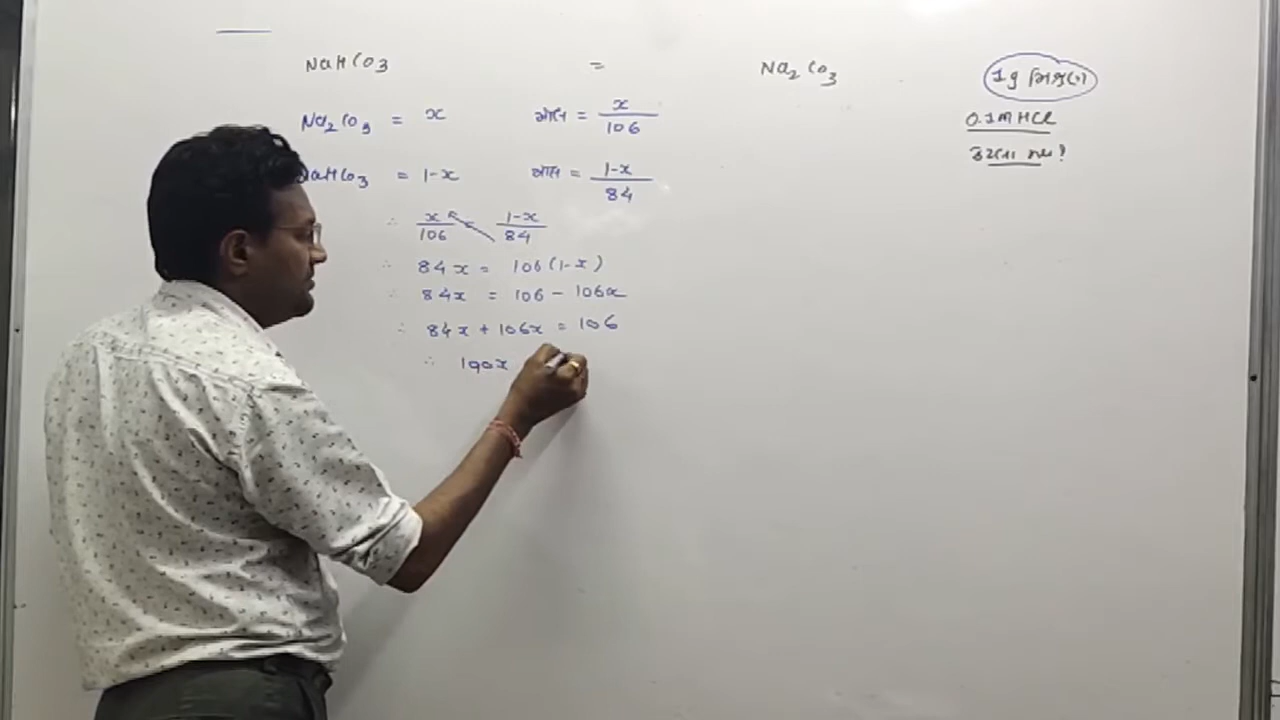 NaHCO3 = Na2CO3
1g મિશ્રણ
Na2CO3 = x મોલ = x/106
0.1M HCl
કેટલા mL?
NaHCO3 = 1-x મોલ = 1-x/84
∴ x/106 = 1-x/84
∴ 84x = 106(1-x)
∴ 84x = 106 - 106x
∴ 84x + 106x = 106
∴ 190x